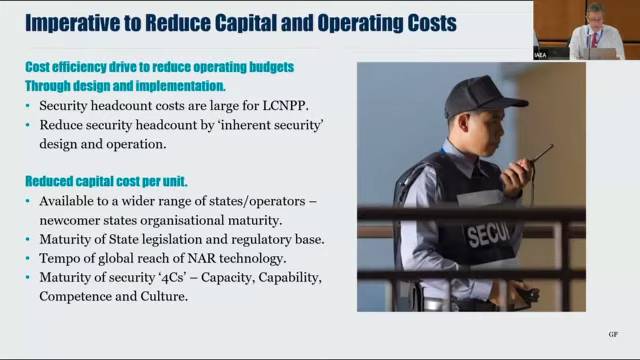 Imperative to Reduce Capital and Operating Costs
IAEA
Cost efficiency drive to reduce operating budgets
Through design and implementation.
• Security headcount costs are large for LCNPP.
• Reduce security headcount by ‘inherent security’
design and operation.
Reduced capital cost per unit.
• Available to a wider range of states/operators –
newcomer states organisational maturity.
• Maturity of State legislation and regulatory base.
• Tempo of global reach of NAR technology.
• Maturity of security ‘4Cs’ – Capacity, Capability,
Competence and Culture.
SECU
GF